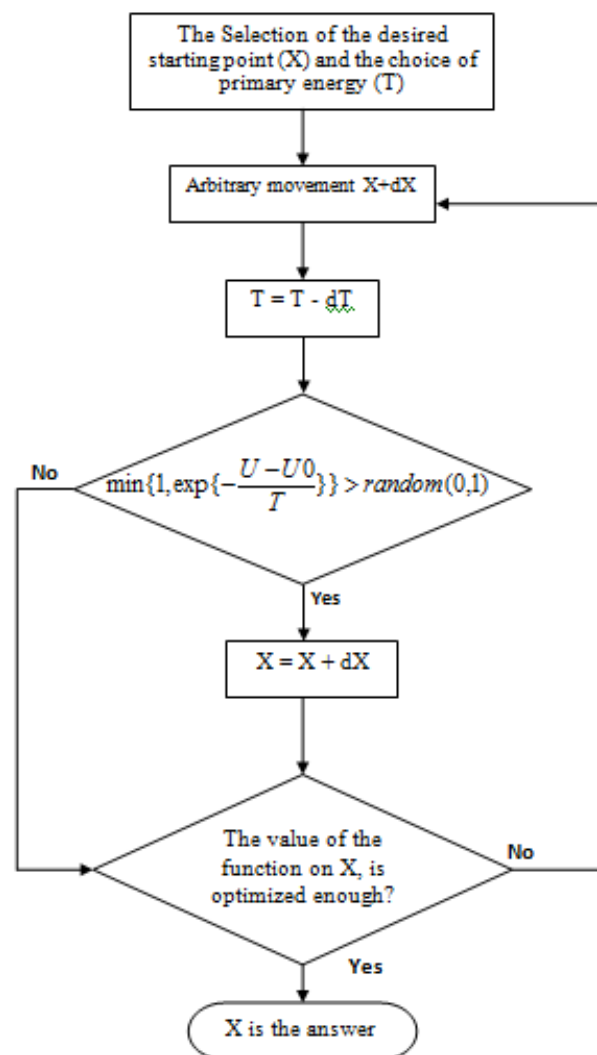 The Selection of the desired
starting point (X) and the choice of
primary energy (T)
Arbitrary movement X+dX
T = T - dT
No
min{1,exp{-\frac{U-U0}{T}}}>random(0,1)
Yes
X = X + dX
The value of the
function on X, is
optimized enough?
No
Yes
X is the answer